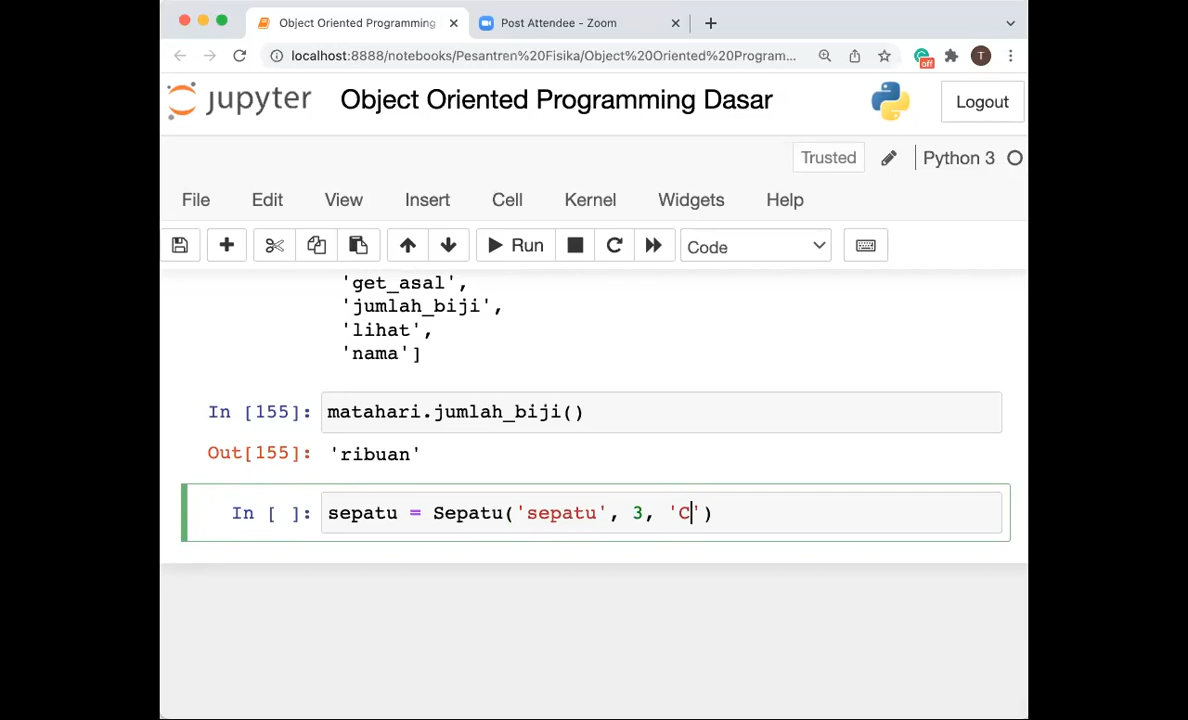 Object Oriented Programming
Post Attendee - Zoom
localhost:8888/notebooks/Pesantren%20Fisika/Object%20Oriented%20Program...
off
T
jupyter
Object Oriented Programming Dasar
Logout
Trusted
Python 3
File Edit View Insert Cell Kernel Widgets Help
Run
Code
'get_asal',
'jumlah_biji',
'lihat',
'nama']
In [155]: matahari.jumlah_biji()
Out[155]: 'ribuan'
In [ ]: sepatu = Sepatu('sepatu', 3, 'C')